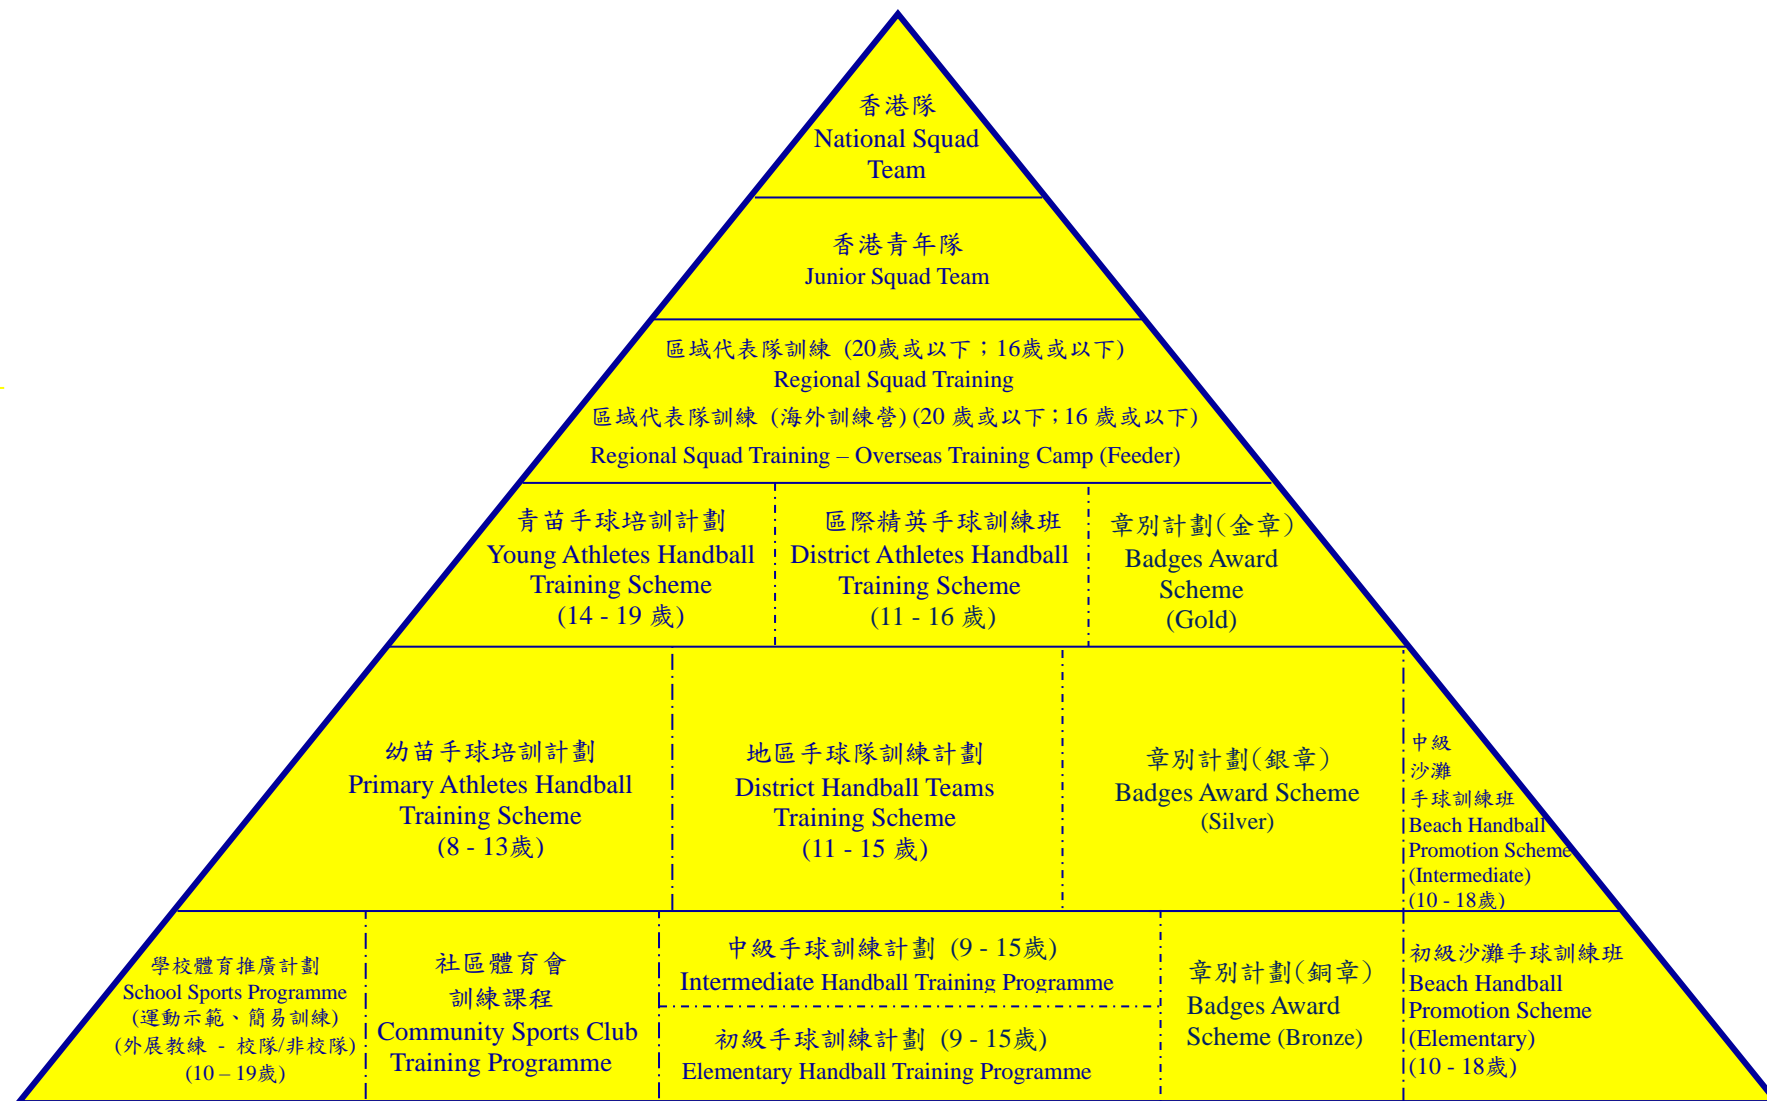 香港隊
National Squad
Team
香港青年隊
Junior Squad Team
區域代表隊訓練 (20歲或以下；16歲或以下)
Regional Squad Training
區域代表隊訓練 (海外訓練營) (20 歲或以下；16 歲或以下)
Regional Squad Training – Overseas Training Camp (Feeder)
青苗手球培訓計劃
Young Athletes Handball
Training Scheme
(14 - 19 歲)
區際精英手球訓練班
District Athletes Handball
Training Scheme
(11 - 16 歲)
章別計劃(金章)
Badges Award
Scheme
(Gold)
幼苗手球培訓計劃
Primary Athletes Handball
Training Scheme
(8 - 13歲)
地區手球隊訓練計劃
District Handball Teams
Training Scheme
(11 - 15 歲)
章別計劃(銀章)
Badges Award Scheme
(Silver)
中級
沙灘
手球訓練班
Beach Handball
Promotion Scheme
(Intermediate)
(10 - 18歲)
學校體育推廣計劃
School Sports Programme
(運動示範、簡易訓練)
(外展教練 - 校隊/非校隊)
(10 – 19歲)
社區體育會
訓練課程
Community Sports Club
Training Programme
中級手球訓練計劃 (9 - 15歲)
Intermediate Handball Training Programme
初級手球訓練計劃 (9 - 15歲)
Elementary Handball Training Programme
章別計劃(銅章)
Badges Award
Scheme (Bronze)
初級沙灘手球訓練班
Beach Handball
Promotion Scheme
(Elementary)
(10 - 18歲)